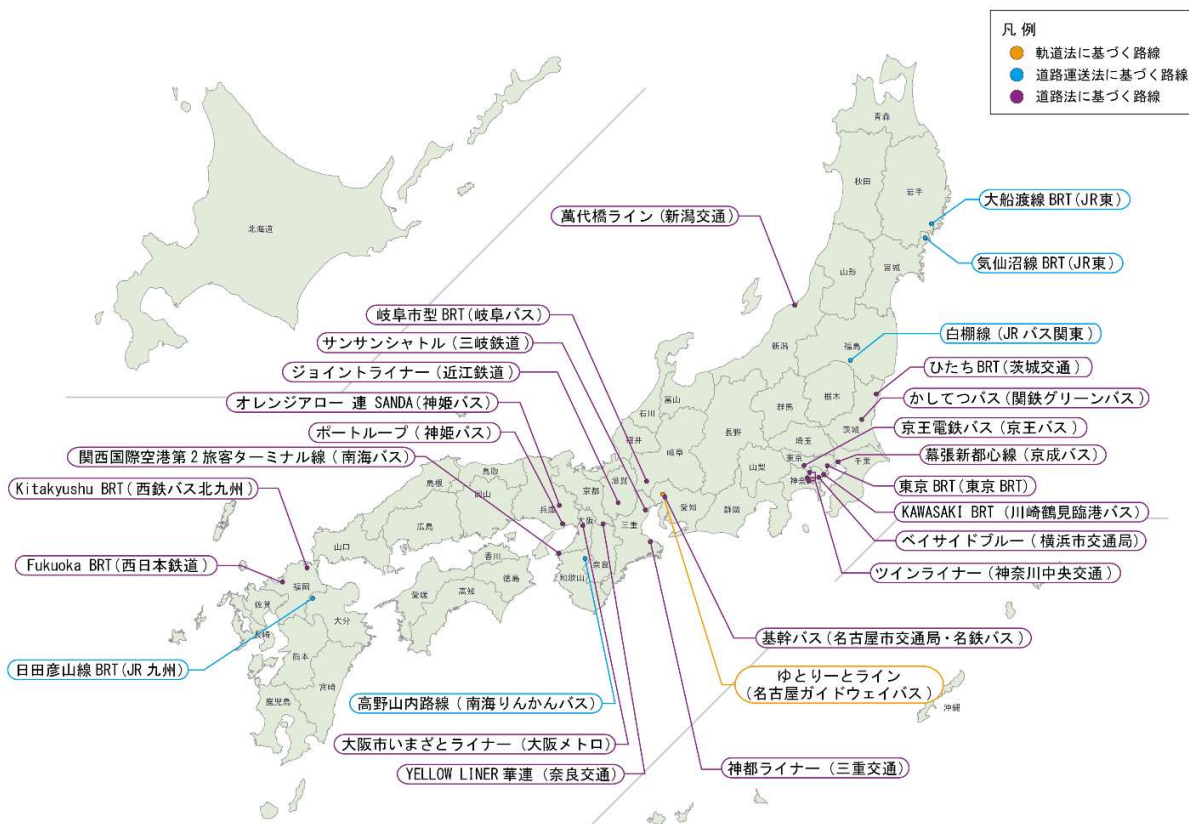 凡例
軌道法に基づく路線
道路運送法に基づく路線
道路法に基づく路線
北海道
青森
秋田
岩手
山形
宮城
新潟
福島
栃木
群馬
茨城
埼玉
東京
千葉
神奈川
山梨
長野
富山
石川
福井
岐阜
静岡
愛知
三重
滋賀
京都
大阪
兵庫
奈良
和歌山
鳥取
島根
岡山
広島
山口
香川
徳島
愛媛
高知
福岡
佐賀
長崎
大分
熊本
宮崎
鹿児島
沖縄
大船渡線BRT(JR東)
気仙沼線BRT(JR東)
萬代橋ライン(新潟交通)
白棚線(JRバス関東)
ひたちBRT(茨城交通)
かしてつバス(関鉄グリーンバス)
京王電鉄バス(京王バス)
幕張新都心線(京成バス)
東京BRT(東京BRT)
KAWASAKI BRT(川崎鶴見臨港バス)
ベイサイドブルー(横浜市交通局)
ツインライナー(神奈川中央交通)
岐阜市型BRT(岐阜バス)
サンサンシャトル(三岐鉄道)
ジョイントライナー(近江鉄道)
オレンジアロー 連 SANDA(神姫バス)
ポートループ(神姫バス)
関西国際空港第2旅客ターミナル線(南海バス)
Kitakyushu BRT(西鉄バス北九州)
Fukuoka BRT(西日本鉄道)
日田彦山線BRT(JR九州)
高野山内路線(南海りんかんバス)
大阪市いまざとライナー(大阪メトロ)
YELLOW LINER 華連(奈良交通)
神都ライナー(三重交通)
基幹バス(名古屋市交通局・名鉄バス)
ゆとりーとライン
(名古屋ガイドウェイバス)